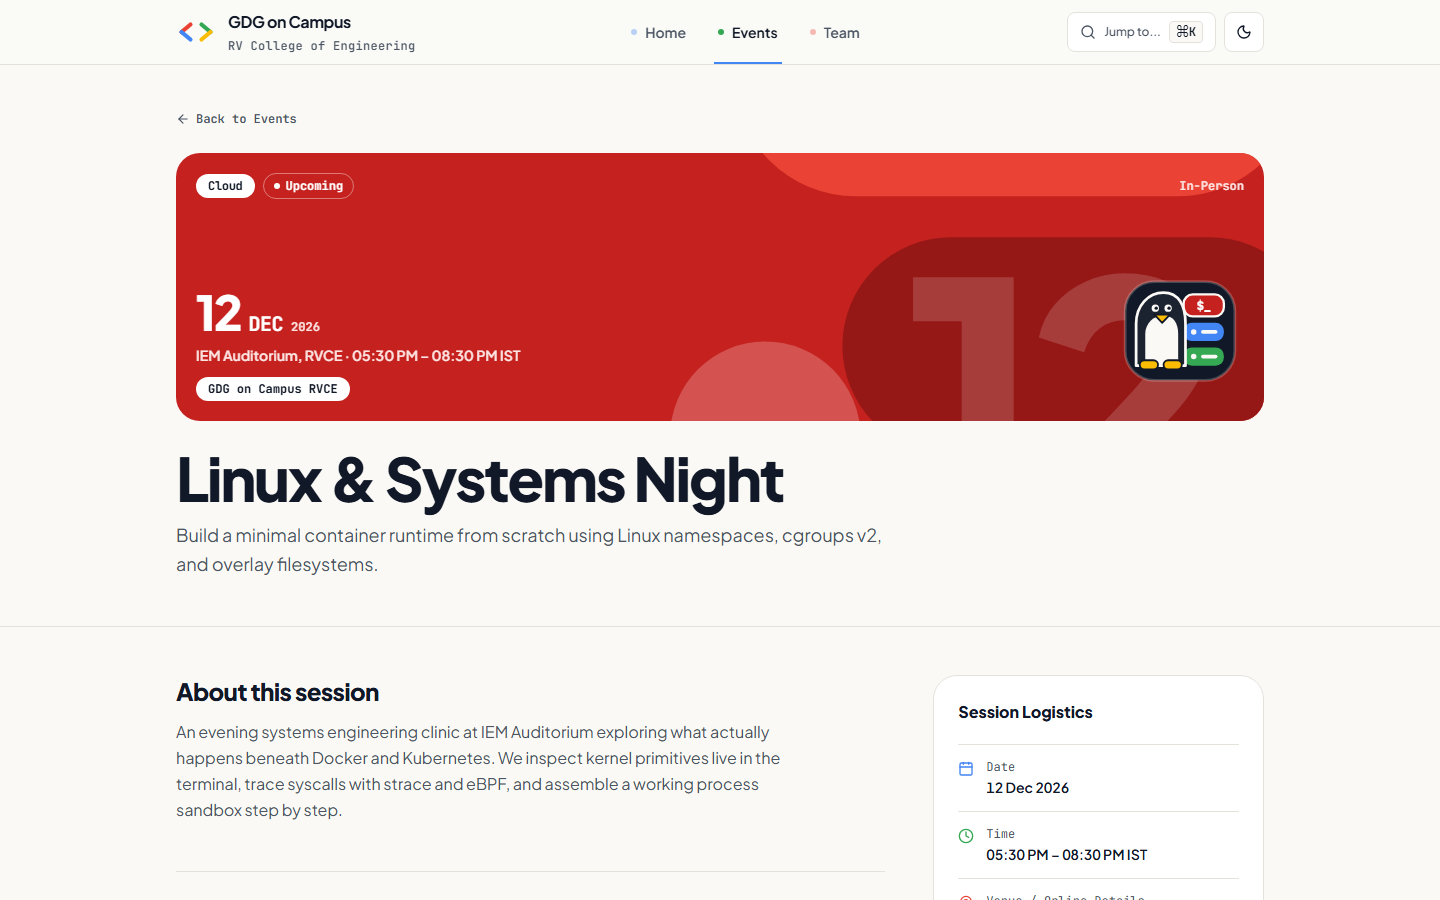 GDG on Campus
RV College of Engineering
Home
Events
Team
Jump to...
⌘K
Back to Events
Cloud
Upcoming
In-Person
12
$_
12 DEC 2026
IEM Auditorium, RVCE · 05:30 PM – 08:30 PM IST
GDG on Campus RVCE
Linux & Systems Night
Build a minimal container runtime from scratch using Linux namespaces, cgroups v2,
and overlay filesystems.
About this session
An evening systems engineering clinic at IEM Auditorium exploring what actually
happens beneath Docker and Kubernetes. We inspect kernel primitives live in the
terminal, trace syscalls with strace and eBPF, and assemble a working process
sandbox step by step.
Session Logistics
Date
12 Dec 2026
Time
05:30 PM – 08:30 PM IST
Venue / Online Details